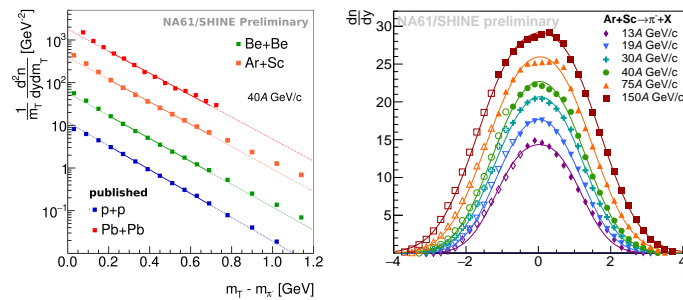 NA61/SHINE Preliminary
1/m_T d²n/dydm_T [GeV⁻²]
Be+Be
Ar+Sc
40A GeV/c
published
p+p
Pb+Pb
10³
10²
10
1
10⁻¹
0 0.2 0.4 0.6 0.8 1 1.2
m_T - m_π⁻ [GeV]
dn/dy
NA61/SHINE Preliminary
Ar+Sc→π⁻+X
13A GeV/c
19A GeV/c
30A GeV/c
40A GeV/c
75A GeV/c
150A GeV/c
30
25
20
15
10
5
0
−4 −2 0 2 4
y